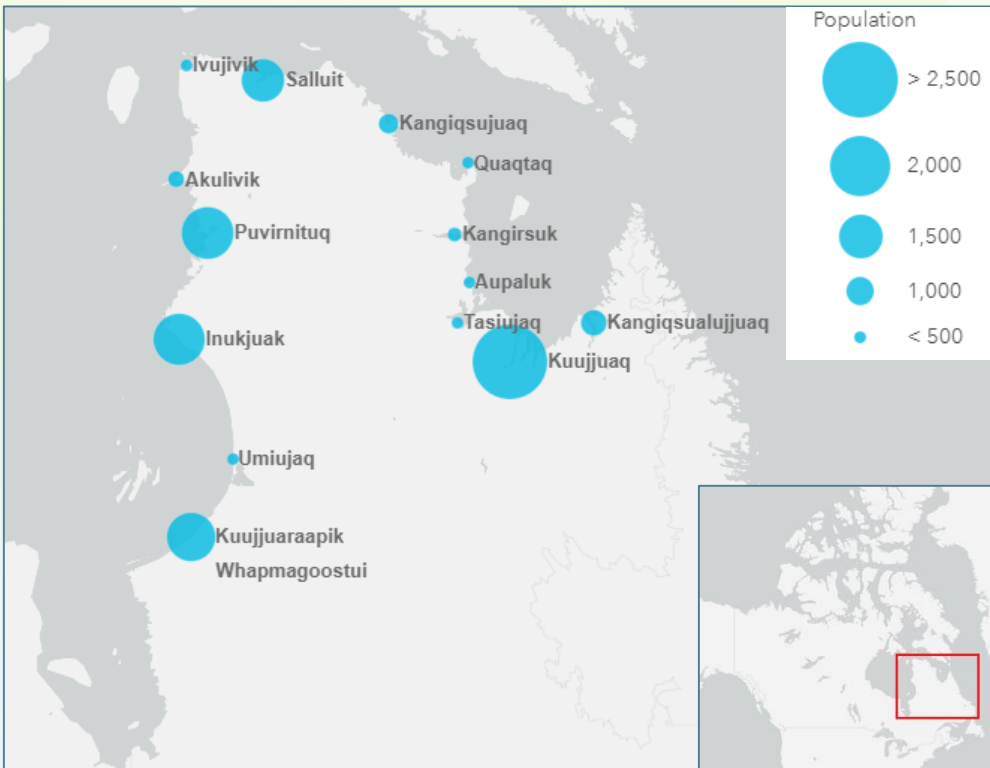 Population
> 2,500
2,000
1,500
1,000
< 500
Ivujivik
Salluit
Kangiqsujuaq
Quaqtaq
Akulivik
Puvirnituq
Kangirsuk
Aupaluk
Tasiujaq
Kangiqsualujjuaq
Inukjuak
Kuujjuaq
Umiujaq
Kuujjuaraapik
Whapmagoostui